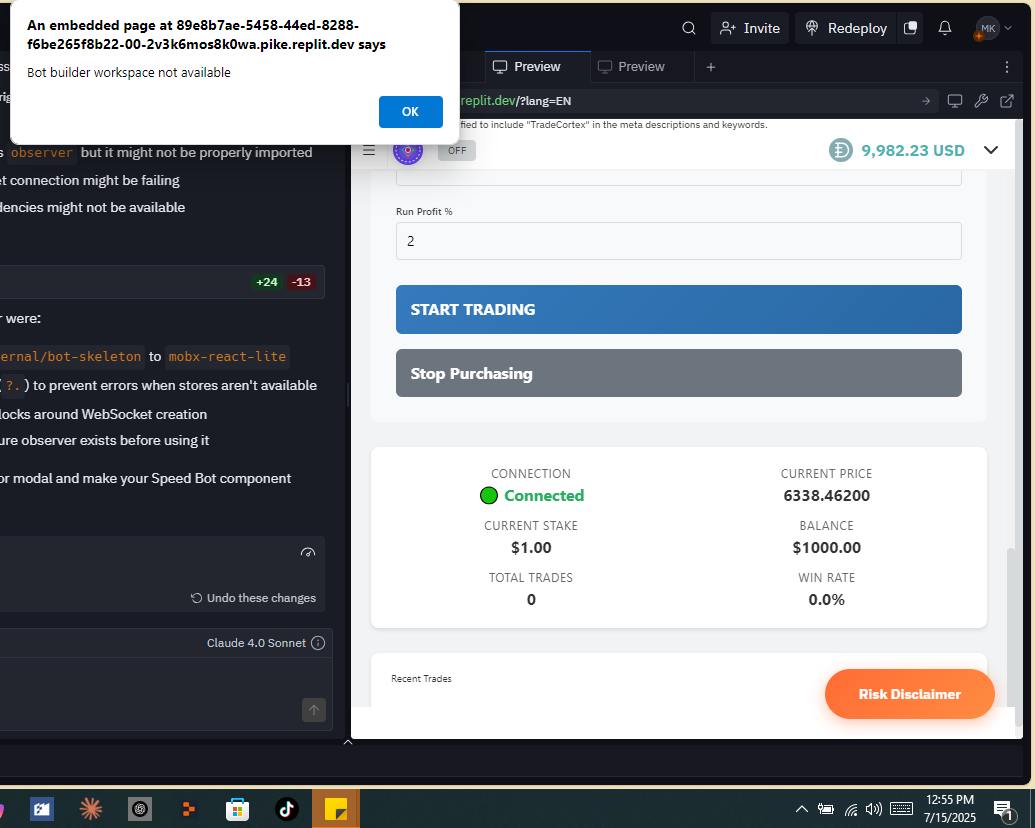 An embedded page at 89e8b7ae-5458-44ed-8288-
f6be265f8b22-00-2v3k6mos8k0wa.pike.replit.dev says
Bot builder workspace not available
OK
Invite
Redeploy
MK
Preview
Preview
replit.dev/?lang=EN
fied to include "TradeCortex" in the meta descriptions and keywords.
observer but it might not be properly imported
connection might be failing
dencies might not be available
+24 -13
were:
ernal/bot-skeleton to mobx-react-lite
(?.) to prevent errors when stores aren't available
locks around WebSocket creation
ure observer exists before using it
or modal and make your Speed Bot component
Undo these changes
Claude 4.0 Sonnet
OFF
9,982.23 USD
Run Profit %
2
START TRADING
Stop Purchasing
CONNECTION
Connected
CURRENT PRICE
6338.46200
CURRENT STAKE
$1.00
BALANCE
$1000.00
TOTAL TRADES
0
WIN RATE
0.0%
Recent Trades
Risk Disclaimer
12:55 PM
7/15/2025
1